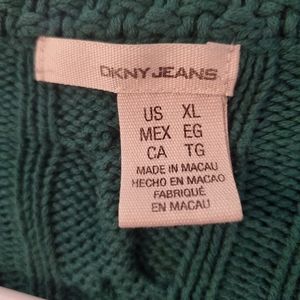 DKNY JEANS
US XL
MEX EG
CA TG
MADE IN MACAU
HECHO EN MACAO
FABRIQUÉ
EN MACAU